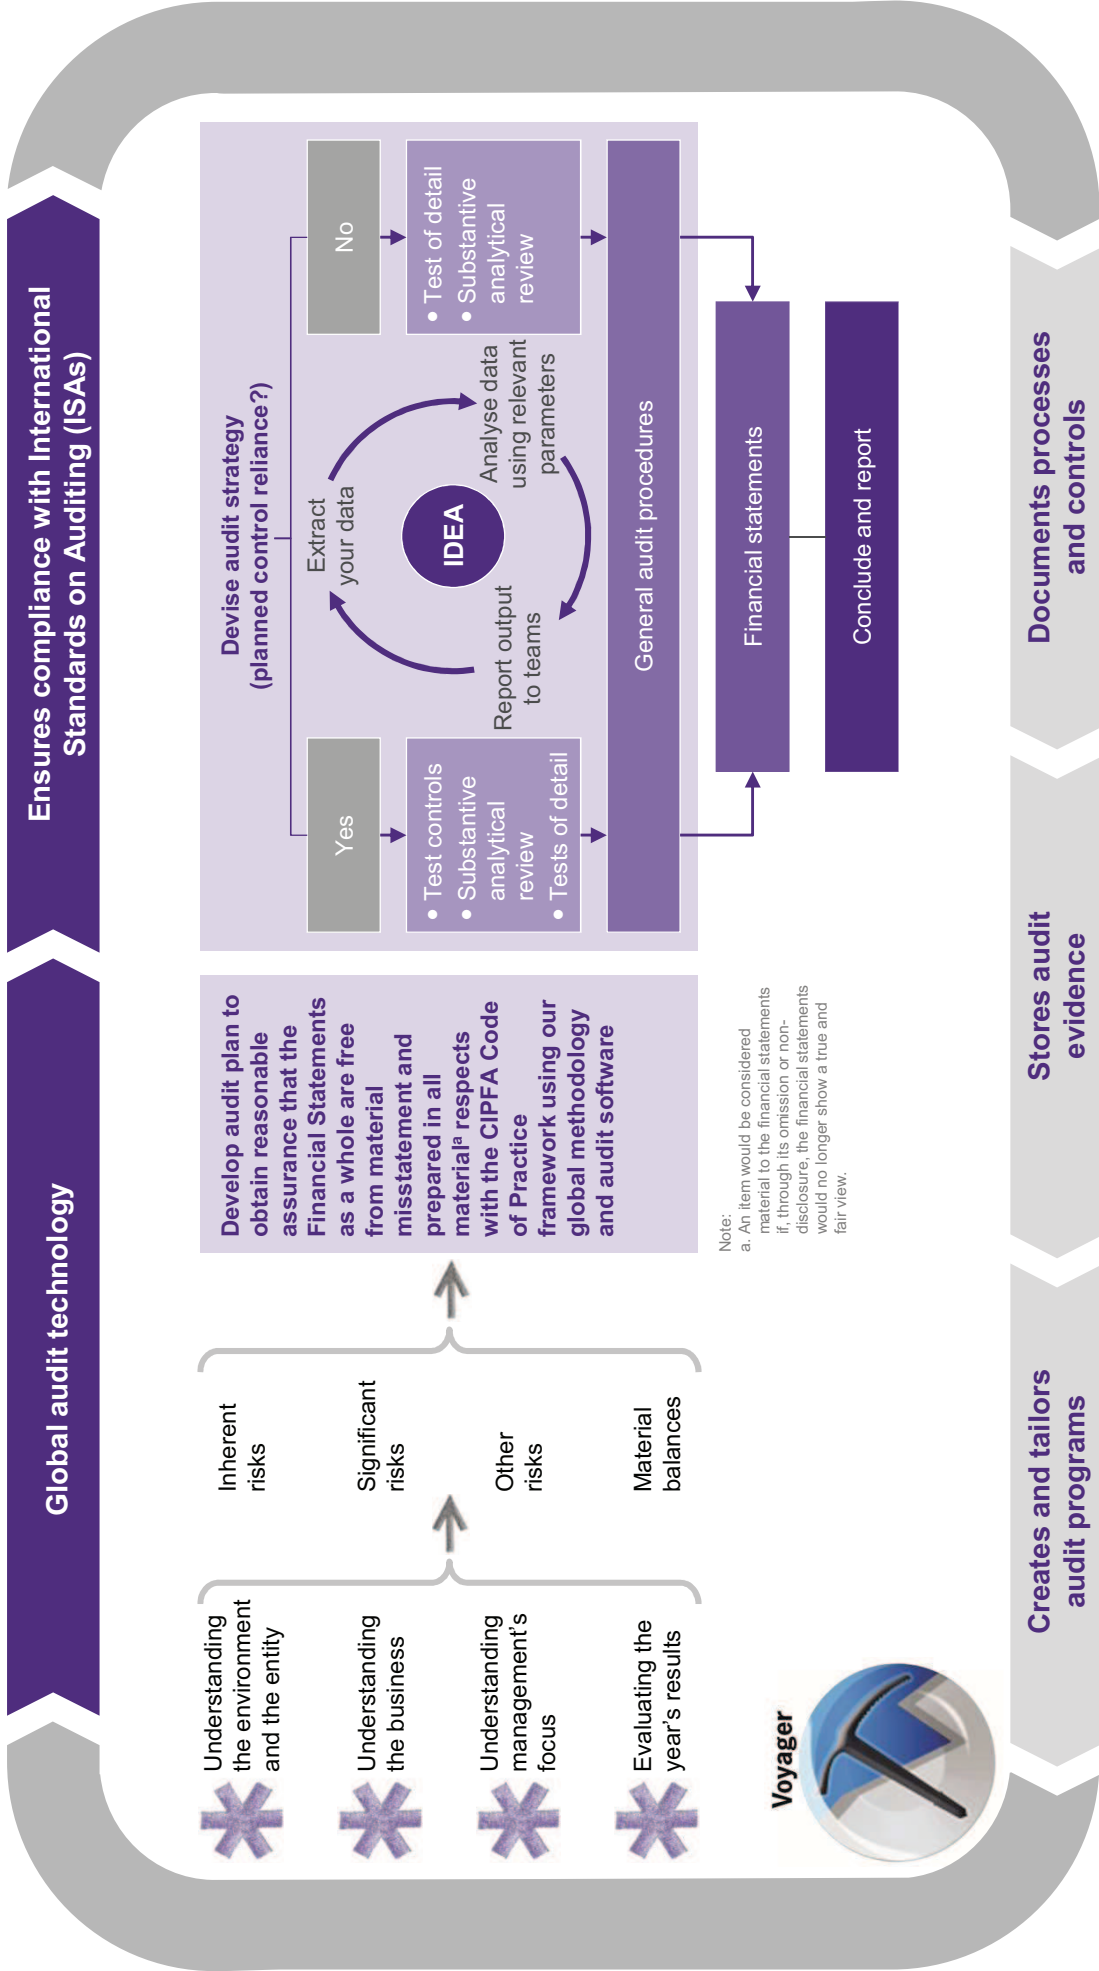 Global audit technology
Ensures compliance with International
Standards on Auditing (ISAs)
Understanding
the environment
and the entity
Understanding
the business
Understanding
management's
focus
Evaluating the
year's results
Inherent
risks
Significant
risks
Other
risks
Material
balances
Develop audit plan to
obtain reasonable
assurance that the
Financial Statements
as a whole are free
from material
misstatement and
prepared in all
materialª respects
with the CIPFA Code
of Practice
framework using our
global methodology
and audit software
Note:
a. An item would be considered
material to the financial statements
if, through its omission or non-
disclosure, the financial statements
would no longer show a true and
fair view.
Devise audit strategy
(planned control reliance?)
Yes
No
• Test controls
• Substantive
analytical
review
• Tests of detail
Extract
your data
IDEA
Analyse data
using relevant
parameters
Report output
to teams
• Test of detail
• Substantive
analytical
review
General audit procedures
Financial statements
Conclude and report
Voyager
Creates and tailors
audit programs
Stores audit
evidence
Documents processes
and controls